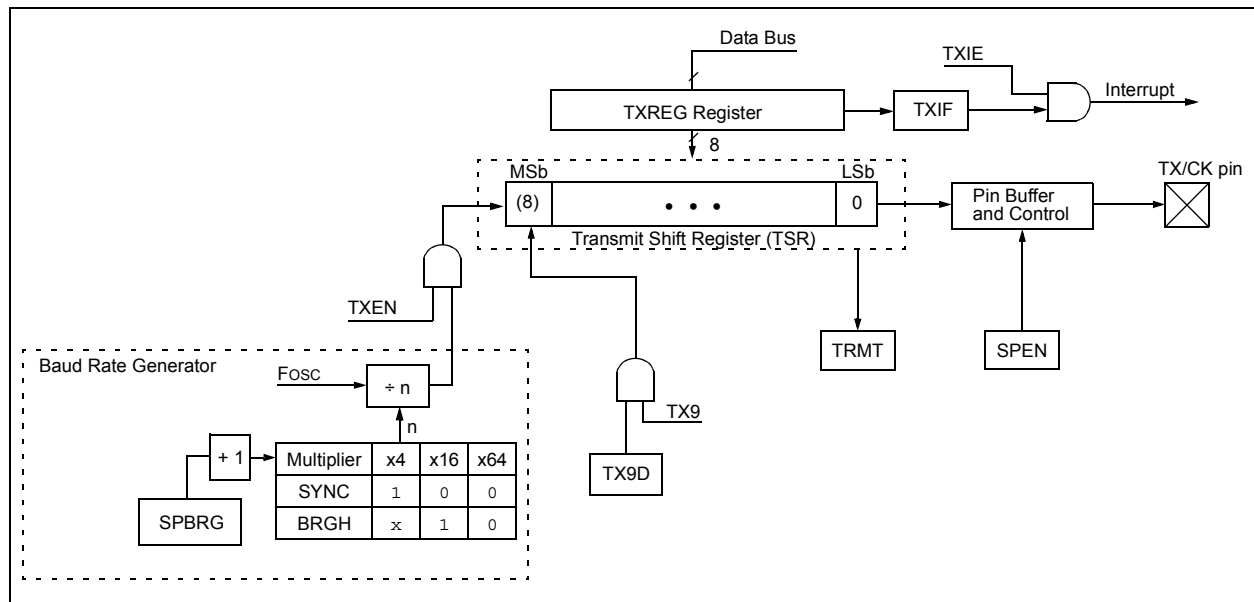 Data Bus
TXIE
Interrupt
TXREG Register
TXIF
8
MSb
LSb
TX/CK pin
(8)
• • •
0
Pin Buffer
and Control
Transmit Shift Register (TSR)
TXEN
TRMT
SPEN
Baud Rate Generator
FOSC
÷ n
n
TX9
+ 1
Multiplier x4 x16 x64
SYNC 1 0 0
BRGH x 1 0
TX9D
SPBRG